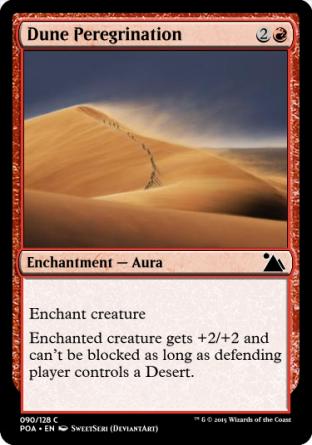 Dune Peregrination 2
Enchantment — Aura
Enchant creature
Enchanted creature gets +2/+2 and
can't be blocked as long as defending
player controls a Desert.
090/128 C
POA • EN SweetSeri (DeviantArt)
™ & © 2015 Wizards of the Coast